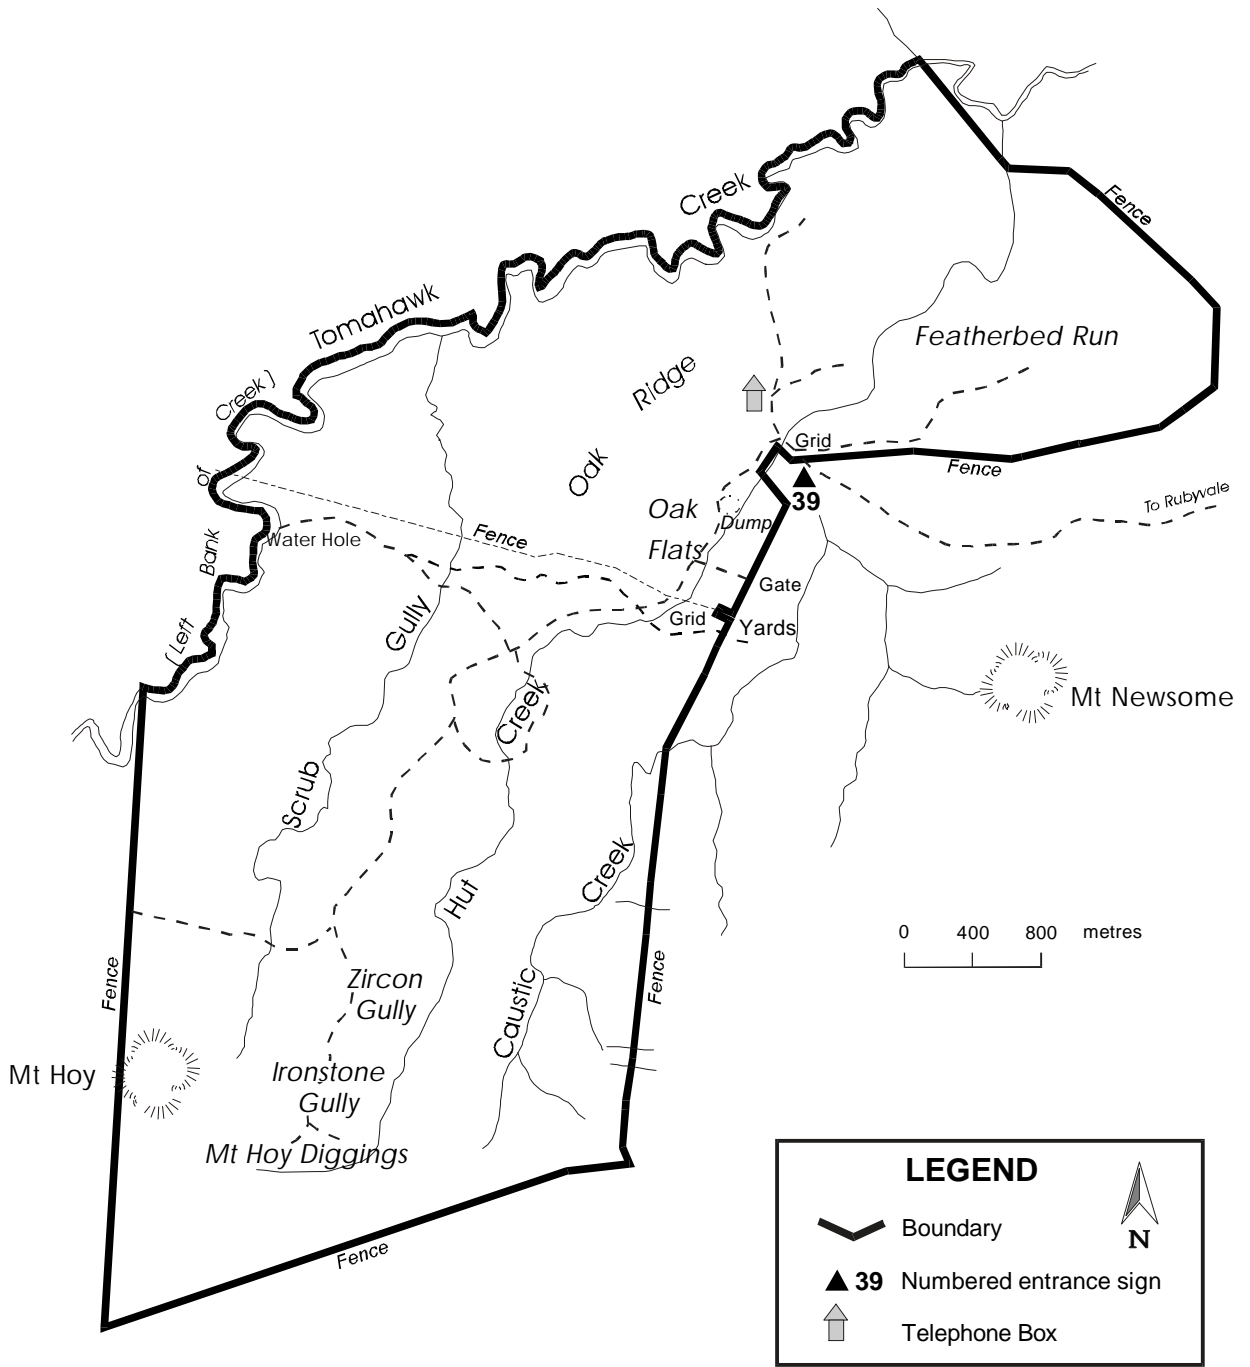 Fence
Creek
Tomahawk
Featherbed Run
Ridge
Creek )
Grid
Fence
Oak
of
39
To Rubyvale
Oak
Dump
Flats
Fence
Water Hole
Bank
Gate
Grid
Yards
Gully
( Left
Mt Newsome
Creek
Scrub
Creek
Hut
0 400 800 metres
Fence
Fence
Zircon
Gully
Caustic
Mt Hoy
Ironstone
Gully
Mt Hoy Diggings
Fence
LEGEND
Boundary
N
39 Numbered entrance sign
Telephone Box